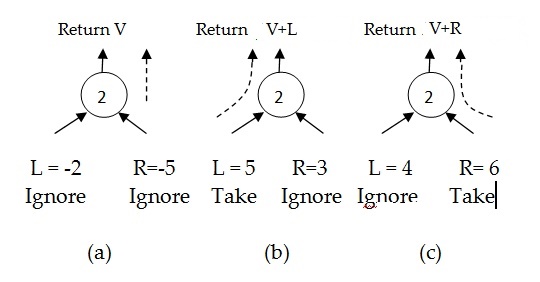 Return V
Return V+L
Return V+R
2
2
2
L = -2 R=-5 L = 5 R=3 L = 4 R= 6
Ignore Ignore Take Ignore Ignore Take
(a) (b) (c)